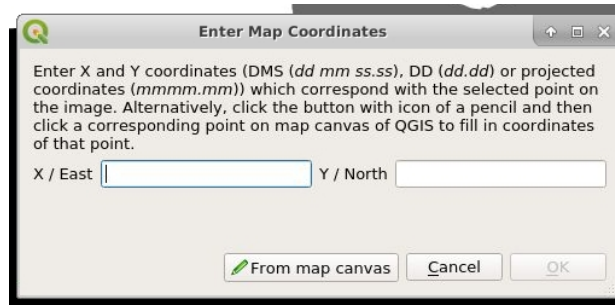 Enter Map Coordinates
Enter X and Y coordinates (DMS (dd mm ss.ss), DD (dd.dd) or projected
coordinates (mmmm.mm)) which correspond with the selected point on
the image. Alternatively, click the button with icon of a pencil and then
click a corresponding point on map canvas of QGIS to fill in coordinates
of that point.
X / East Y / North
From map canvas Cancel OK